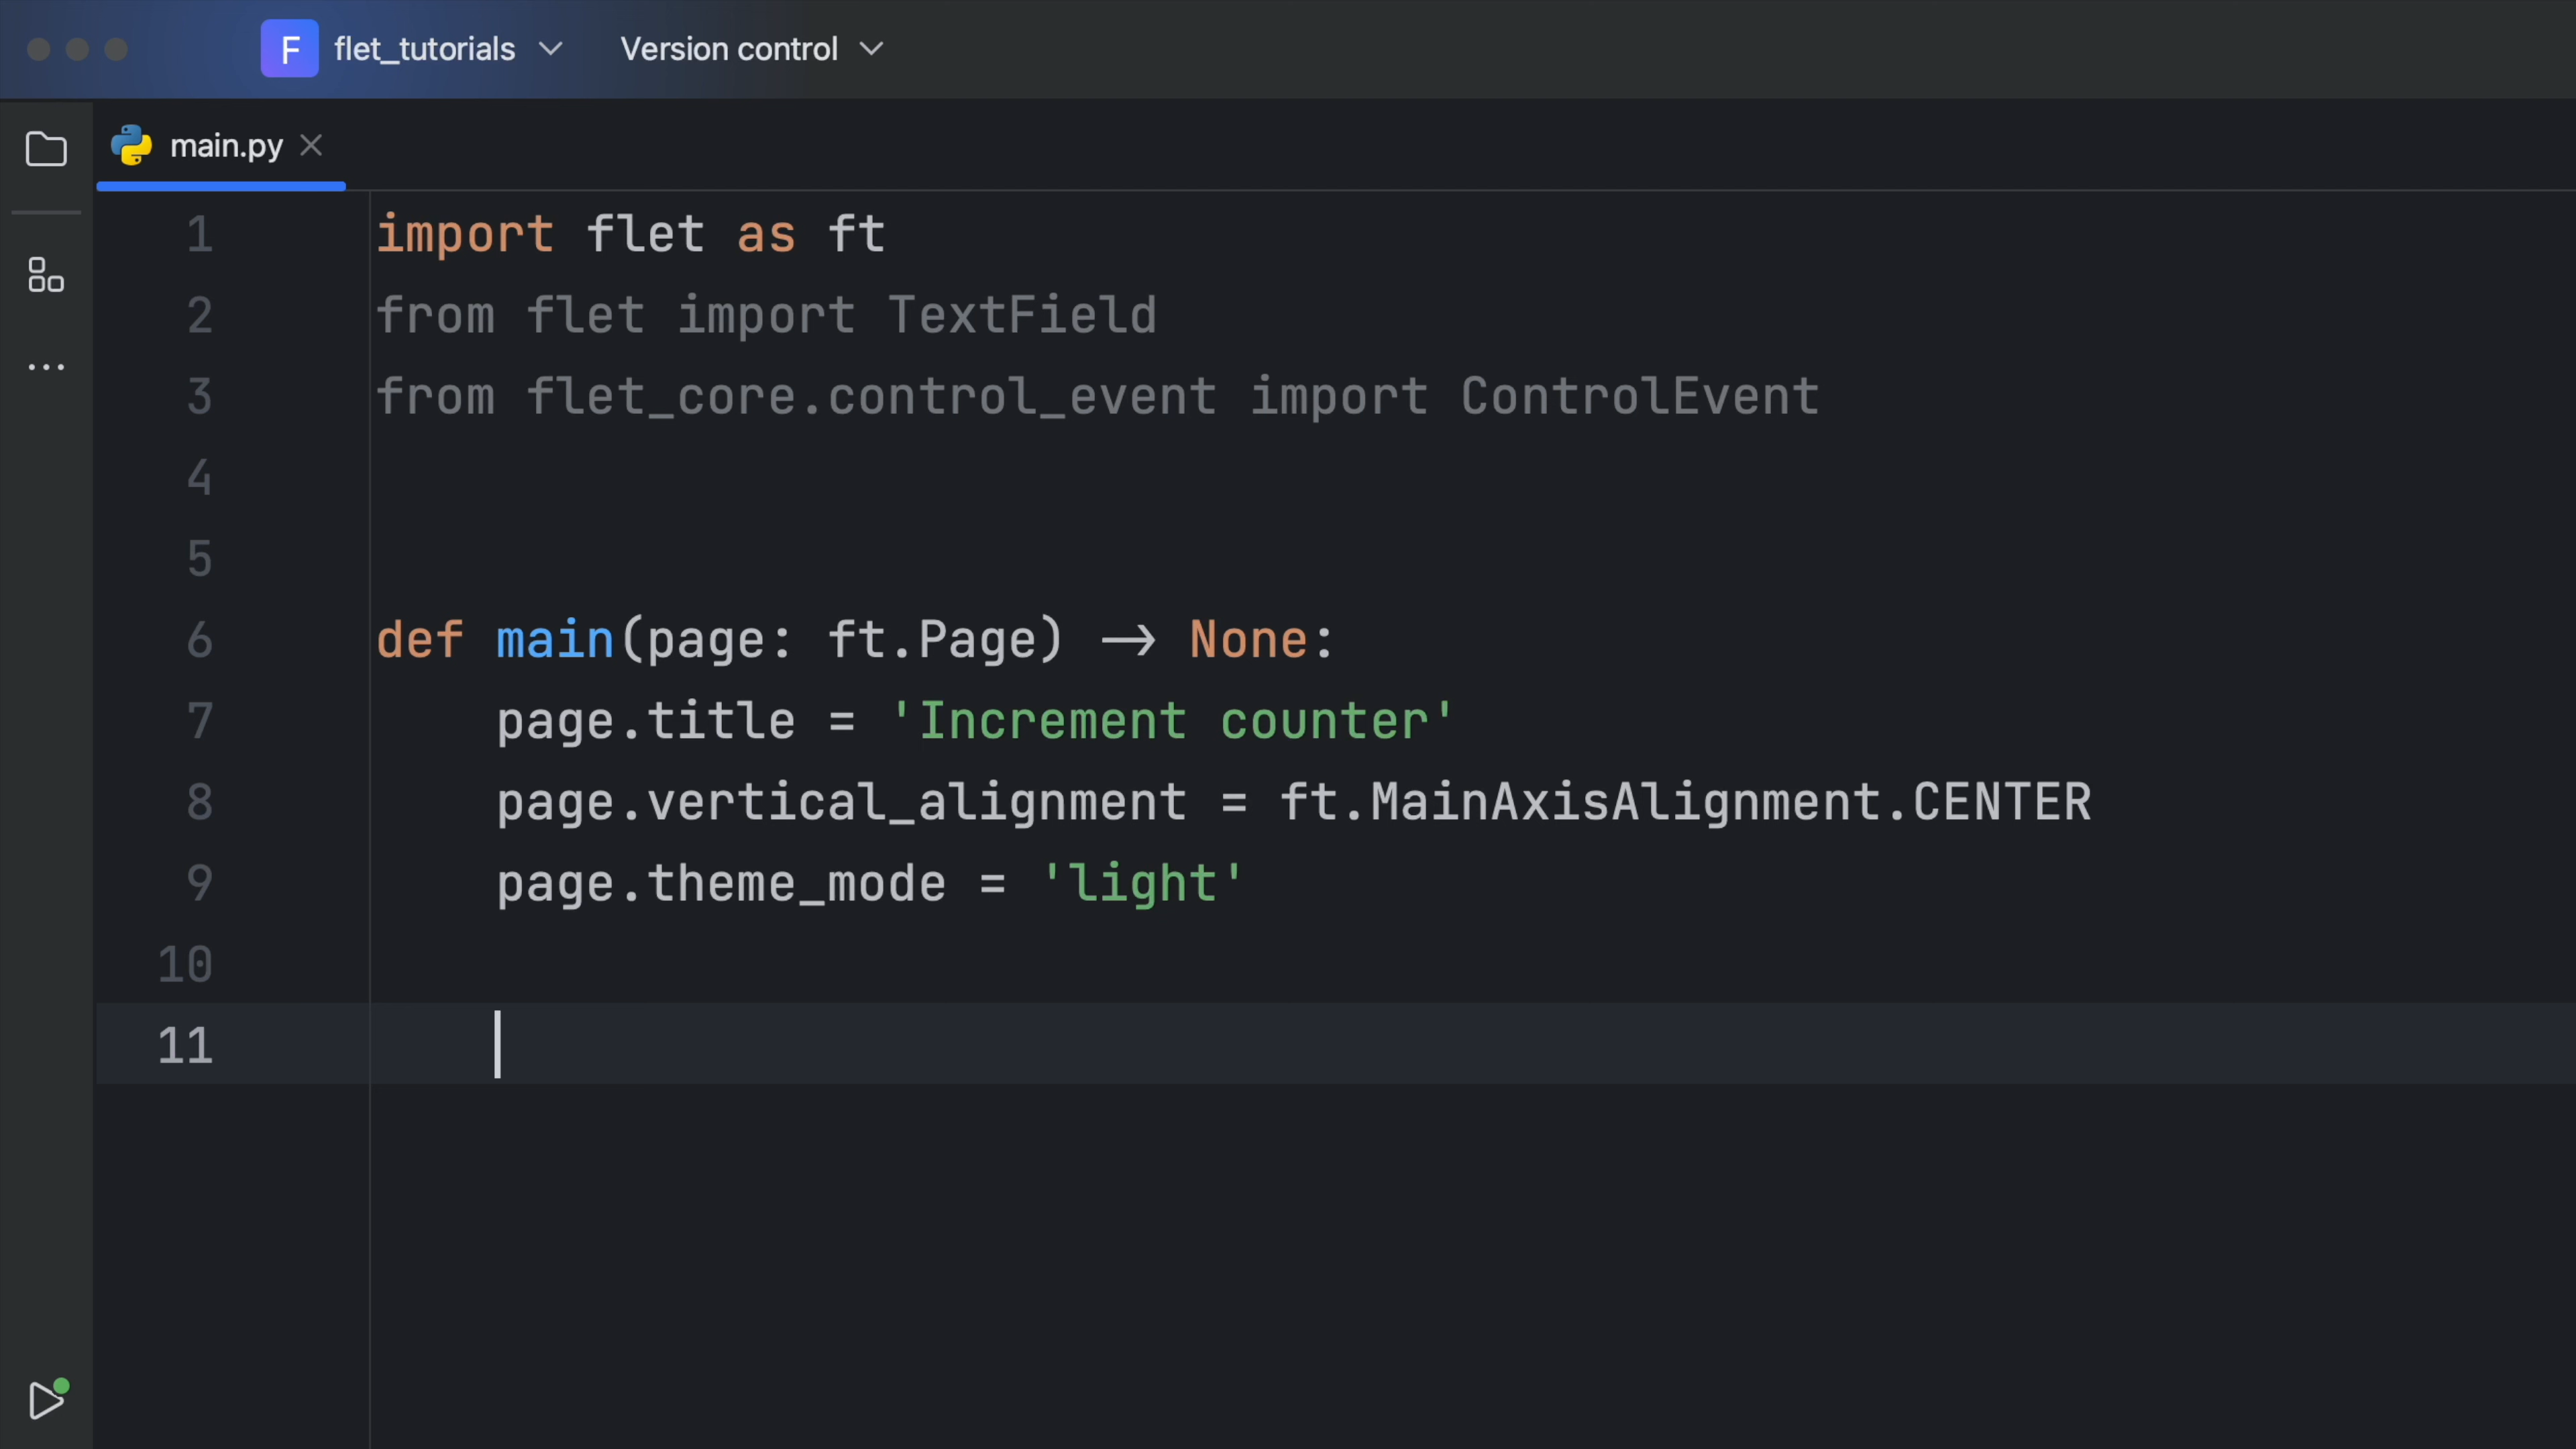 F flet_tutorials Version control
main.py
1 import flet as ft
2 from flet import TextField
3 from flet_core.control_event import ControlEvent
4
5
6 def main(page: ft.Page) -> None:
7     page.title = 'Increment counter'
8     page.vertical_alignment = ft.MainAxisAlignment.CENTER
9     page.theme_mode = 'light'
10
11